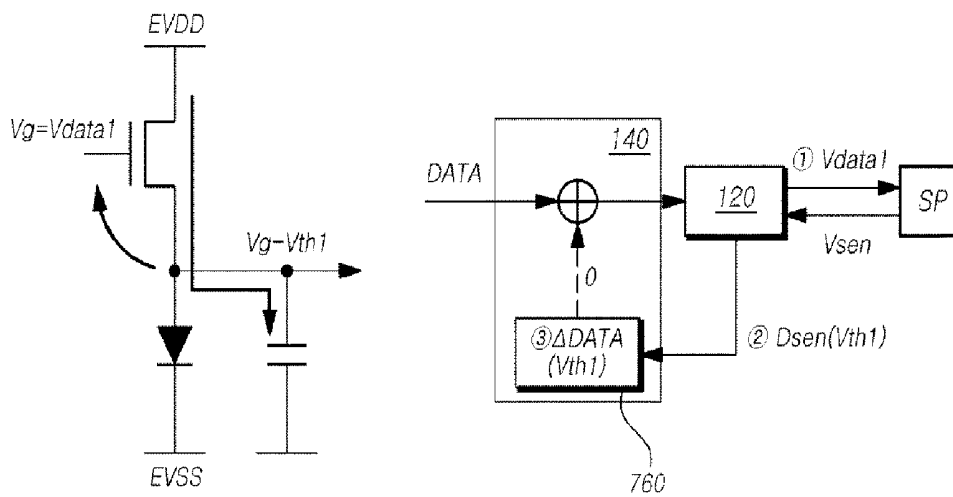 EVDD
Vg=Vdata1
Vg−Vth1
EVSS
DATA
140
0
③ΔDATA
(Vth1)
760
120
① Vdata1
Vsen
SP
② Dsen(Vth1)